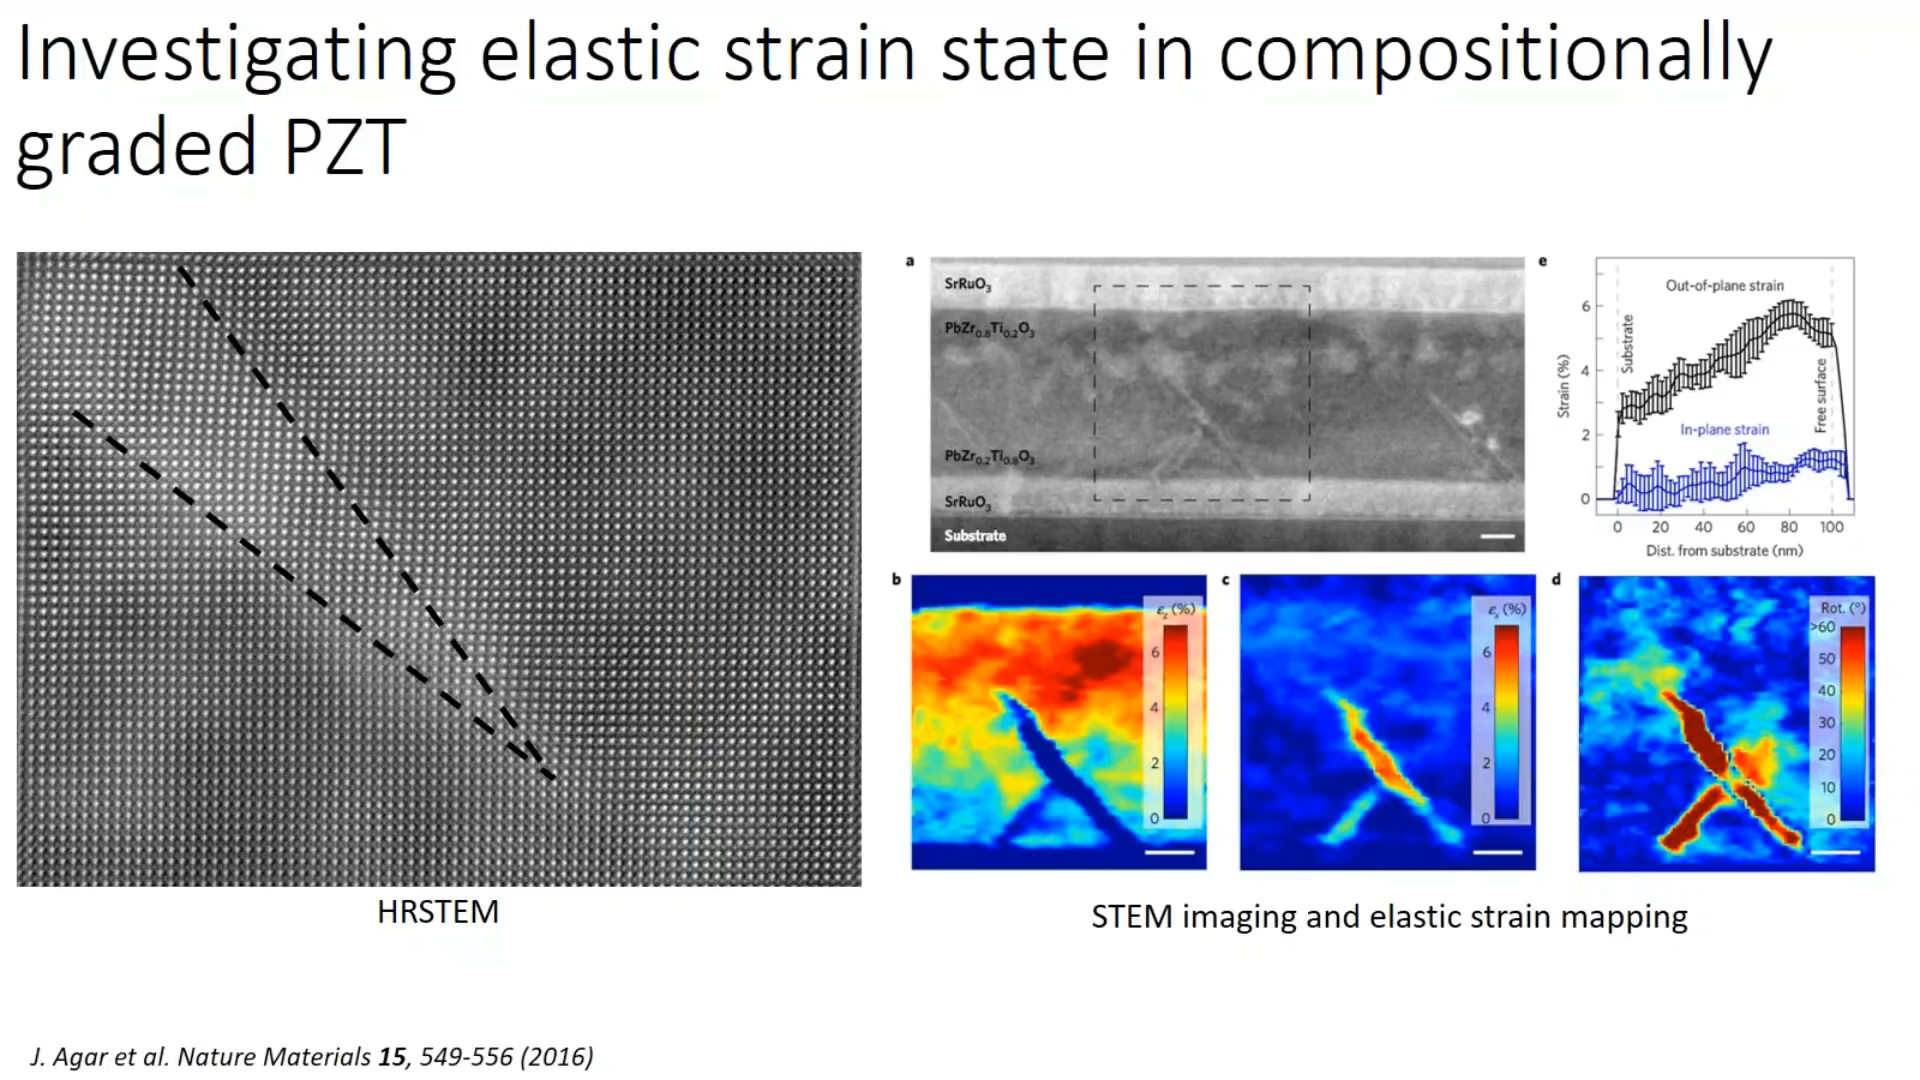 Investigating elastic strain state in compositionally
graded PZT
HRSTEM
a
SrRuO₃
PbZr₀.₈Ti₀.₂O₃
PbZr₀.₂Ti₀.₈O₃
SrRuO₃
Substrate
e
Out-of-plane strain
Substrate
Free surface
In-plane strain
Strain (%)
6
4
2
0
0 20 40 60 80 100
Dist. from substrate (nm)
b
εz (%)
6
4
2
0
c
εx (%)
6
4
2
0
d
Rot. (°)
>60
50
40
30
20
10
0
STEM imaging and elastic strain mapping
J. Agar et al. Nature Materials 15, 549-556 (2016)